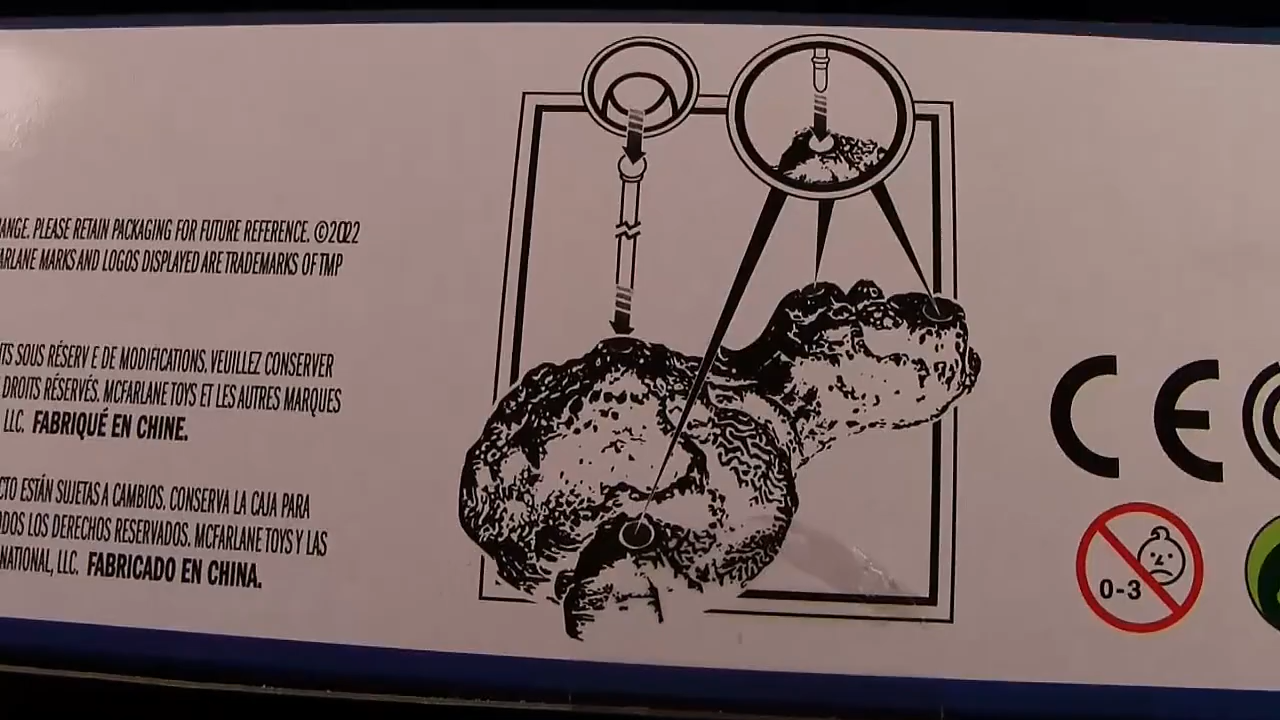 ANGE. PLEASE RETAIN PACKAGING FOR FUTURE REFERENCE. ©2022
ARLANE MARKS AND LOGOS DISPLAYED ARE TRADEMARKS OF TMP
TS SOUS RÉSERV E DE MODIFICATIONS. VEUILLEZ CONSERVER
DROITS RÉSERVÉS. MCFARLANE TOYS ET LES AUTRES MARQUES
LLC. FABRIQUÉ EN CHINE.
CTO ESTÁN SUJETAS A CAMBIOS. CONSERVA LA CAJA PARA
DOS LOS DERECHOS RESERVADOS. MCFARLANE TOYS Y LAS
NATIONAL, LLC. FABRICADO EN CHINA.
CE
0-3